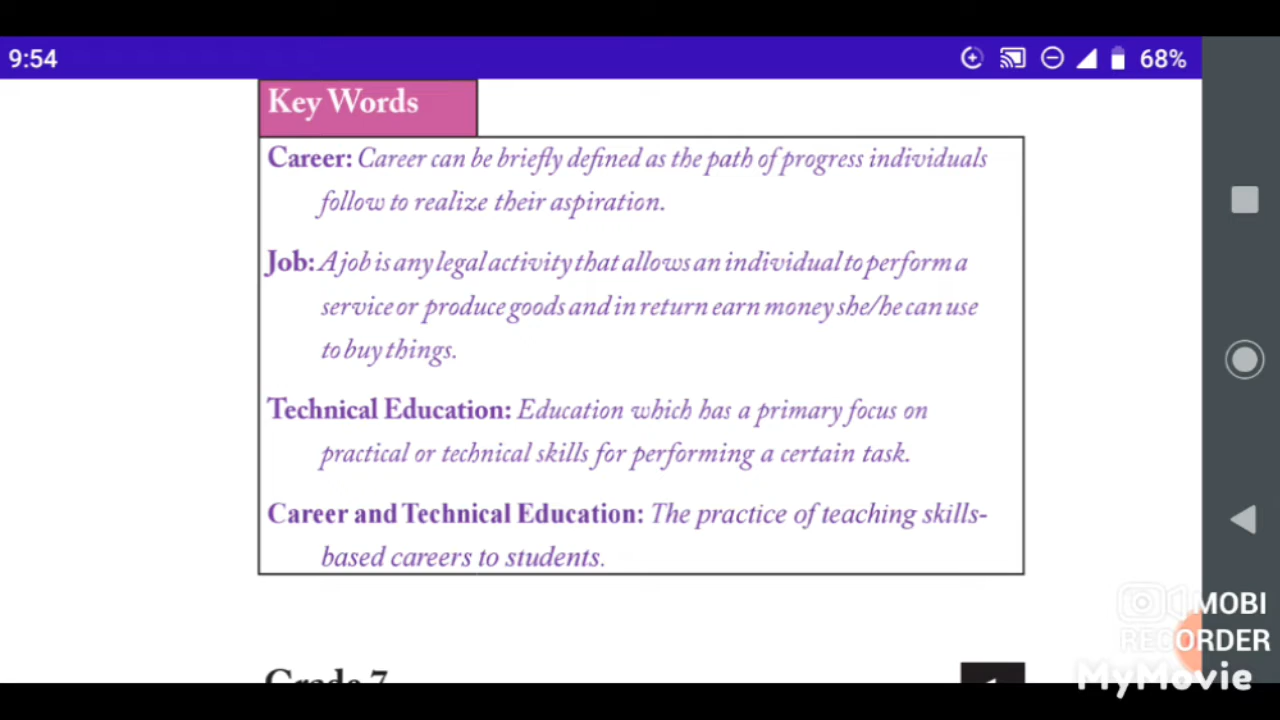 9:54
68%
Key Words
Career: Career can be briefly defined as the path of progress individuals
follow to realize their aspiration.
Job: A job is any legal activity that allows an individual to perform a
service or produce goods and in return earn money she/he can use
to buy things.
Technical Education: Education which has a primary focus on
practical or technical skills for performing a certain task.
Career and Technical Education: The practice of teaching skills-
based careers to students.
MOBI
RECORDER
Grade 7
MyMovie